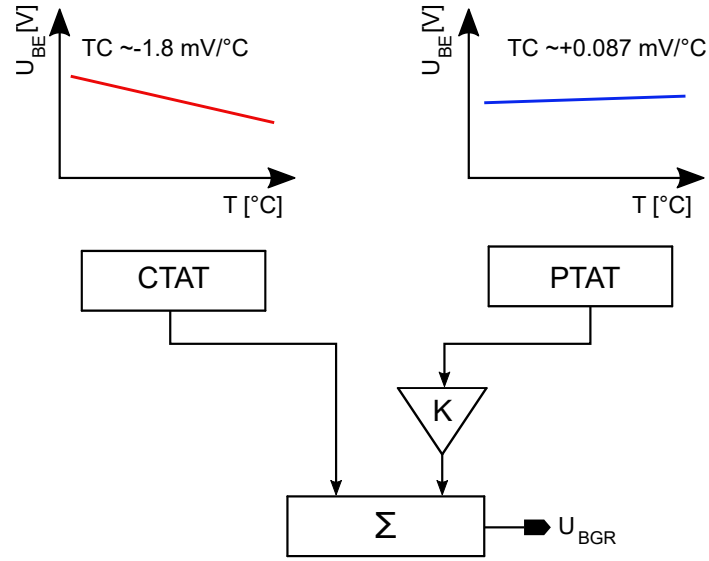 U_BE [V]
TC ~-1.8 mV/°C
T [°C]
U_BE [V]
TC ~+0.087 mV/°C
T [°C]
CTAT
PTAT
K
Σ
U_BGR